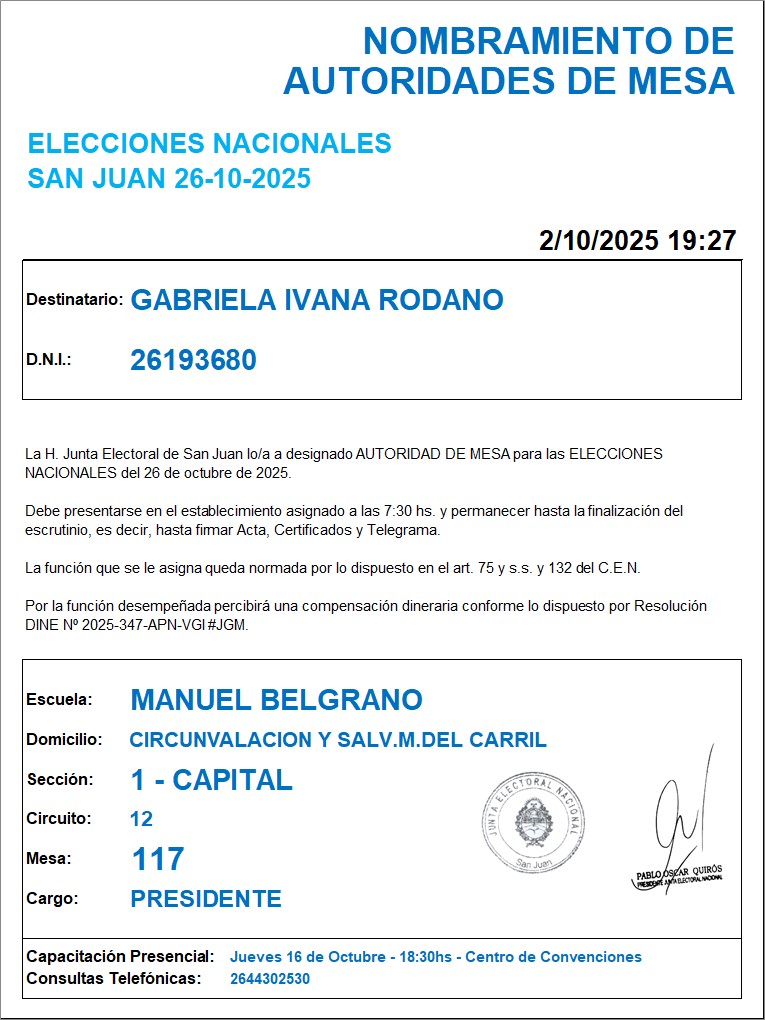 NOMBRAMIENTO DE
AUTORIDADES DE MESA
ELECCIONES NACIONALES
SAN JUAN 26-10-2025
2/10/2025 19:27
Destinatario: GABRIELA IVANA RODANO
D.N.I.: 26193680
La H. Junta Electoral de San Juan lo/a a designado AUTORIDAD DE MESA para las ELECCIONES
NACIONALES del 26 de octubre de 2025.
Debe presentarse en el establecimiento asignado a las 7:30 hs. y permanecer hasta la finalización del
escrutinio, es decir, hasta firmar Acta, Certificados y Telegrama.
La función que se le asigna queda normada por lo dispuesto en el art. 75 y s.s. y 132 del C.E.N.
Por la función desempeñada percibirá una compensación dineraria conforme lo dispuesto por Resolución
DINE Nº 2025-347-APN-VGI#JGM.
Escuela: MANUEL BELGRANO
Domicilio: CIRCUNVALACION Y SALV.M.DEL CARRIL
Sección: 1 - CAPITAL
Circuito: 12
Mesa: 117
Cargo: PRESIDENTE
JUNTA ELECTORAL NACIONAL
San Juan
PABLO OSCAR QUIRÓS
PRESIDENTE JUNTA ELECTORAL NACIONAL
Capacitación Presencial: Jueves 16 de Octubre - 18:30hs - Centro de Convenciones
Consultas Telefónicas: 2644302530